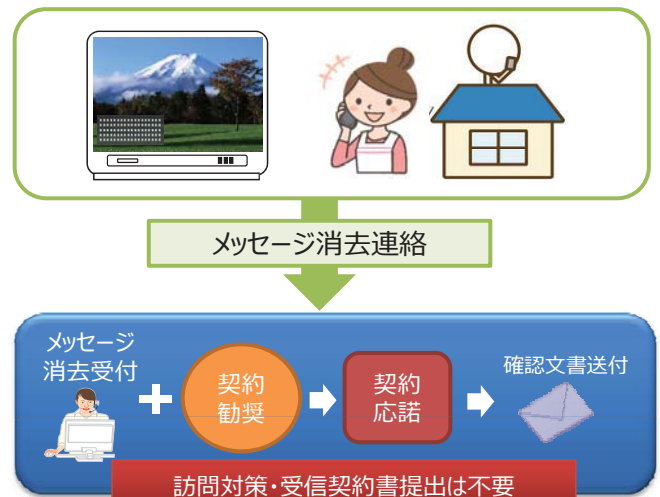 メッセージ消去連絡
メッセージ
消去受付
契約
勧奨
契約
応諾
確認文書送付
訪問対策・受信契約書提出は不要